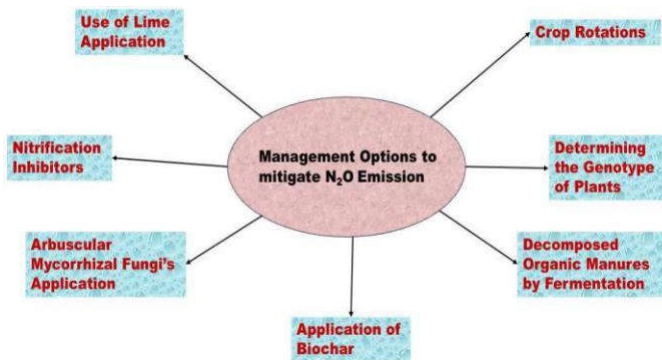 Use of Lime
Application
Crop Rotations
Nitrification
Inhibitors
Management Options to
mitigate N₂O Emission
Determining
the Genotype
of Plants
Arbuscular
Mycorrhizal Fungi's
Application
Decomposed
Organic Manures
by Fermentation
Application of
Biochar